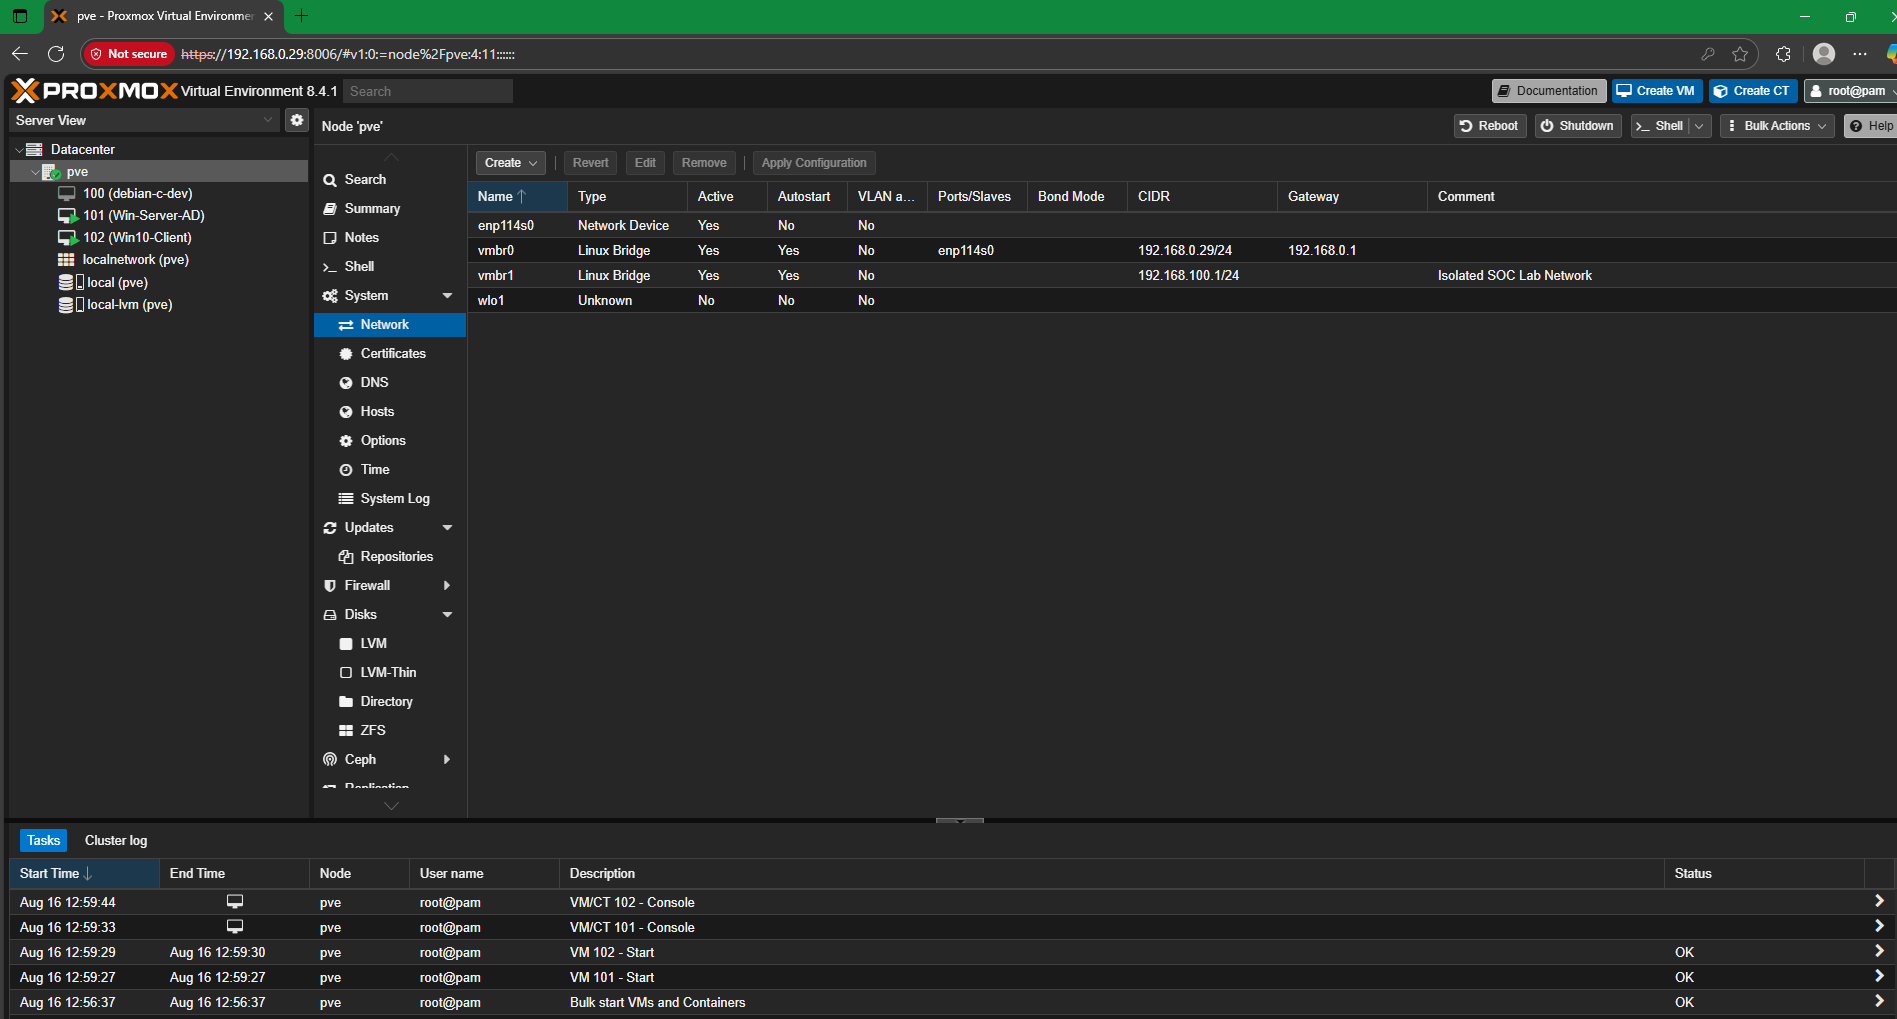 pve - Proxmox Virtual Environme
Not secure https://192.168.0.29:8006/#v1:0:=node%2Fpve:4:11::::::
PROXMOX Virtual Environment 8.4.1 Search Documentation Create VM Create CT root@pam
Server View
Node 'pve' Reboot Shutdown Shell Bulk Actions Help
Datacenter
pve
100 (debian-c-dev)
101 (Win-Server-AD)
102 (Win10-Client)
localnetwork (pve)
local (pve)
local-lvm (pve)
Search
Summary
Notes
Shell
System
Network
Certificates
DNS
Hosts
Options
Time
System Log
Updates
Repositories
Firewall
Disks
LVM
LVM-Thin
Directory
ZFS
Ceph
Replication
Create Revert Edit Remove Apply Configuration
Name Type Active Autostart VLAN a... Ports/Slaves Bond Mode CIDR Gateway Comment
enp114s0 Network Device Yes No No
vmbr0 Linux Bridge Yes Yes No enp114s0 192.168.0.29/24 192.168.0.1
vmbr1 Linux Bridge Yes Yes No 192.168.100.1/24 Isolated SOC Lab Network
wlo1 Unknown No No No
Tasks Cluster log
Start Time End Time Node User name Description Status
Aug 16 12:59:44 pve root@pam VM/CT 102 - Console
Aug 16 12:59:33 pve root@pam VM/CT 101 - Console
Aug 16 12:59:29 Aug 16 12:59:30 pve root@pam VM 102 - Start OK
Aug 16 12:59:27 Aug 16 12:59:27 pve root@pam VM 101 - Start OK
Aug 16 12:56:37 Aug 16 12:56:37 pve root@pam Bulk start VMs and Containers OK